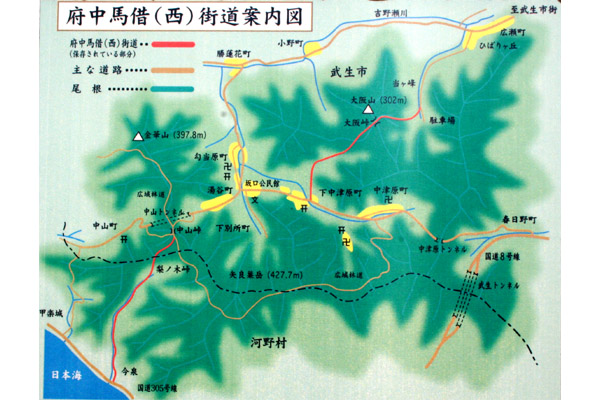 府中馬借(西)街道案内図
府中馬借(西)街道
(保存されている部分)
主な道路
尾根
至武生市街
吉野瀬川
広瀬町
ひばりヶ丘
小野町
勝蓮花町
武生市
当ヶ峰
大阪山 (302m)
大阪峠
駐車場
金華山 (397.8m)
勾当原町
坂口公民館
広域林道
湯谷町
文
下中津原町
中津原町
中山トンネル
中山町
中山峠
下別所町
春日野町
中津原トンネル
国道8号線
梨ノ木峠
矢良巣岳 (427.7m)
広域林道
武生トンネル
甲楽城
河野村
日本海
今泉
国道305号線